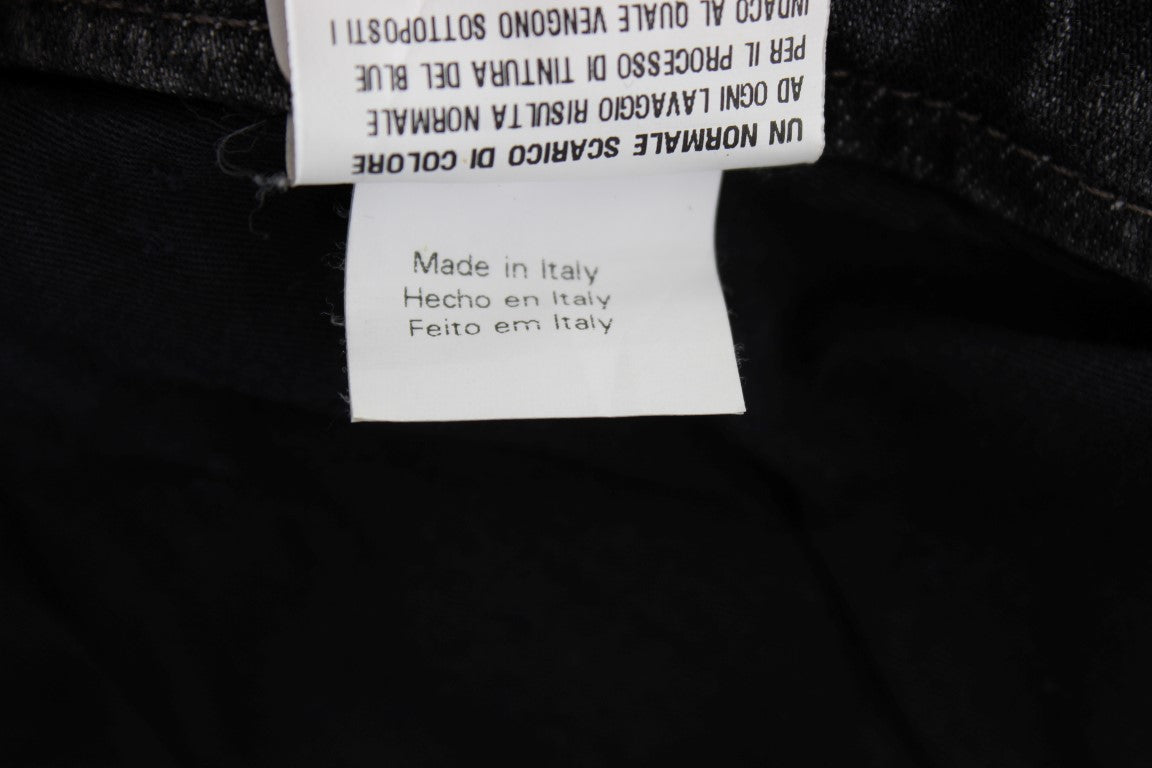 UN NORMALE SCARICO DI COLORE
AD OGNI LAVAGGIO RISULTA NORMALE
PER IL PROCESSO DI TINTURA DEL BLUE
INDACO AL QUALE VENGONO SOTTOPOSTI I
Made in Italy
Hecho en Italy
Feito em Italy